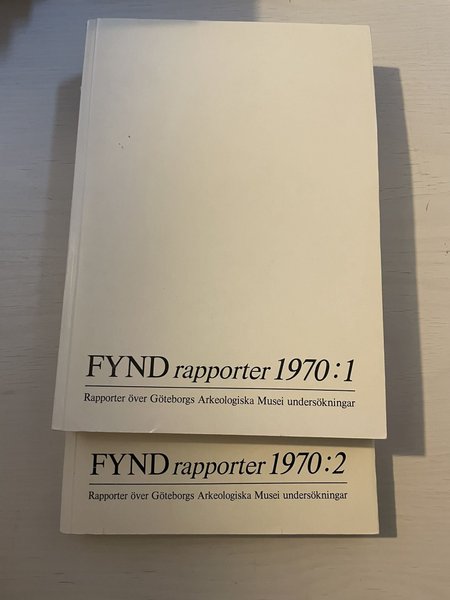 FYND rapporter 1970:1
Rapporter över Göteborgs Arkeologiska Musei undersökningar
FYND rapporter 1970:2
Rapporter över Göteborgs Arkeologiska Musei undersökningar